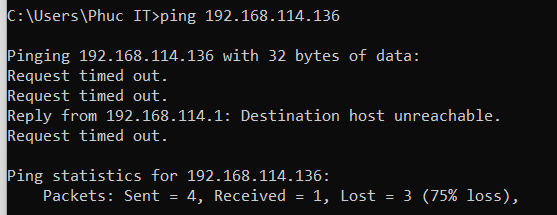 C:\Users\Phuc IT>ping 192.168.114.136
Pinging 192.168.114.136 with 32 bytes of data:
Request timed out.
Request timed out.
Reply from 192.168.114.1: Destination host unreachable.
Request timed out.
Ping statistics for 192.168.114.136:
    Packets: Sent = 4, Received = 1, Lost = 3 (75% loss),